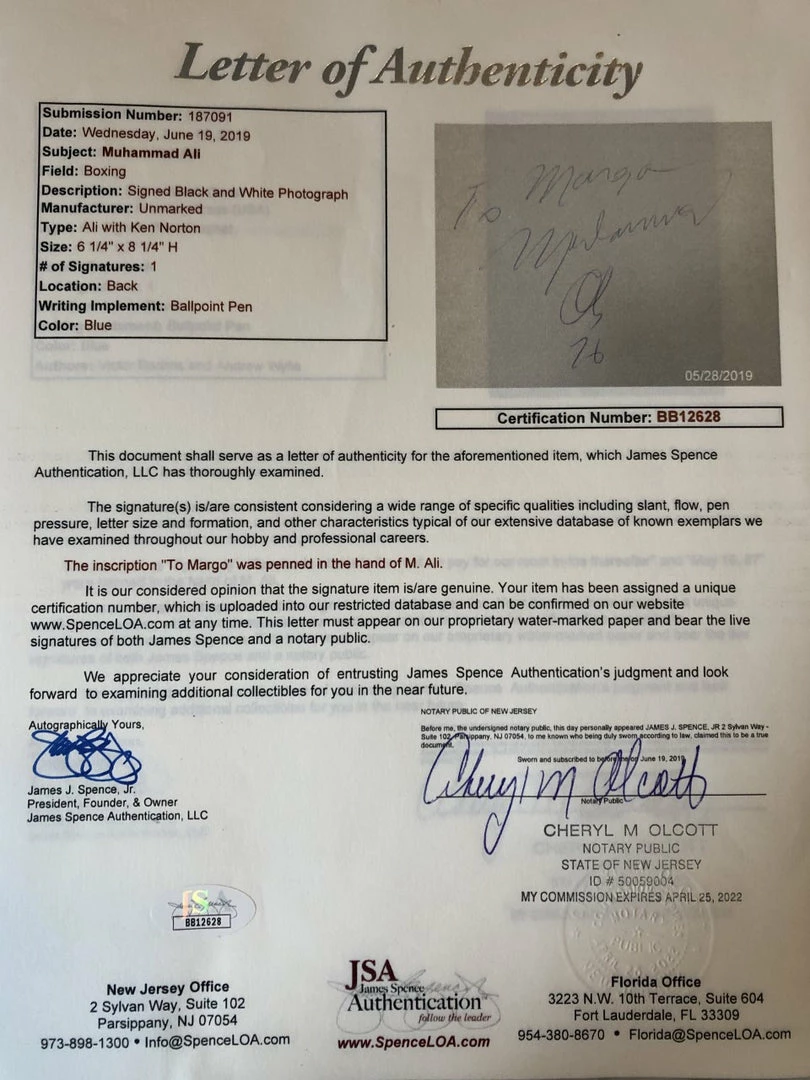 Letter of Authenticity
Submission Number: 187091
Date: Wednesday, June 19, 2019
Subject: Muhammad Ali
Field: Boxing
Description: Signed Black and White Photograph
Manufacturer: Unmarked
Type: Ali with Ken Norton
Size: 6 1/4" x 8 1/4" H
# of Signatures: 1
Location: Back
Writing Implement: Ballpoint Pen
Color: Blue
To Margo
Muhammad
Ali
76
05/28/2019
Certification Number: BB12628
This document shall serve as a letter of authenticity for the aforementioned item, which James Spence
Authentication, LLC has thoroughly examined.
The signature(s) is/are consistent considering a wide range of specific qualities including slant, flow, pen
pressure, letter size and formation, and other characteristics typical of our extensive database of known exemplars we
have examined throughout our hobby and professional careers.
The inscription "To Margo" was penned in the hand of M. Ali.
It is our considered opinion that the signature item is/are genuine. Your item has been assigned a unique
certification number, which is uploaded into our restricted database and can be confirmed on our website
www.SpenceLOA.com at any time. This letter must appear on our proprietary water-marked paper and bear the live
signatures of both James Spence and a notary public.
We appreciate your consideration of entrusting James Spence Authentication's judgment and look
forward to examining additional collectibles for you in the near future.
Autographically Yours,
James J. Spence, Jr.
President, Founder, & Owner
James Spence Authentication, LLC
NOTARY PUBLIC OF NEW JERSEY
Before me, the undersigned notary public, this day personally appeared JAMES J. SPENCE, JR 2 Sylvan Way -
Suite 102, Parsippany, NJ 07054, to me known who being duly sworn according to law, claimed this to be a true
document.
Sworn and subscribed to before me on June 19, 2019
Cheryl M Olcott
Notary Public
CHERYL M OLCOTT
NOTARY PUBLIC
STATE OF NEW JERSEY
ID # 50059004
MY COMMISSION EXPIRES APRIL 25, 2022
NOTARY
PUBLIC
JS
BB12628
New Jersey Office
2 Sylvan Way, Suite 102
Parsippany, NJ 07054
973-898-1300 • Info@SpenceLOA.com
JSA
James Spence
Authentication
follow the leader
www.SpenceLOA.com
Florida Office
3223 N.W. 10th Terrace, Suite 604
Fort Lauderdale, FL 33309
954-380-8670 • Florida@SpenceLOA.com